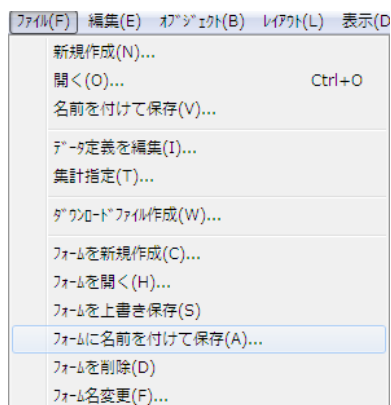 ﾌｧｲﾙ(F) 編集(E) ｵﾌﾞｼﾞｪｸﾄ(B) ﾚｲｱｳﾄ(L) 表示(D
新規作成(N)...
開く(O)... Ctrl+O
名前を付けて保存(V)...
ﾃﾞｰﾀ定義を編集(I)...
集計指定(T)...
ﾀﾞｳﾝﾛｰﾄﾞﾌｧｲﾙ作成(W)...
ﾌｫｰﾑを新規作成(C)...
ﾌｫｰﾑを開く(H)...
ﾌｫｰﾑを上書き保存(S)
ﾌｫｰﾑに名前を付けて保存(A)...
ﾌｫｰﾑを削除(D)
ﾌｫｰﾑ名変更(F)...